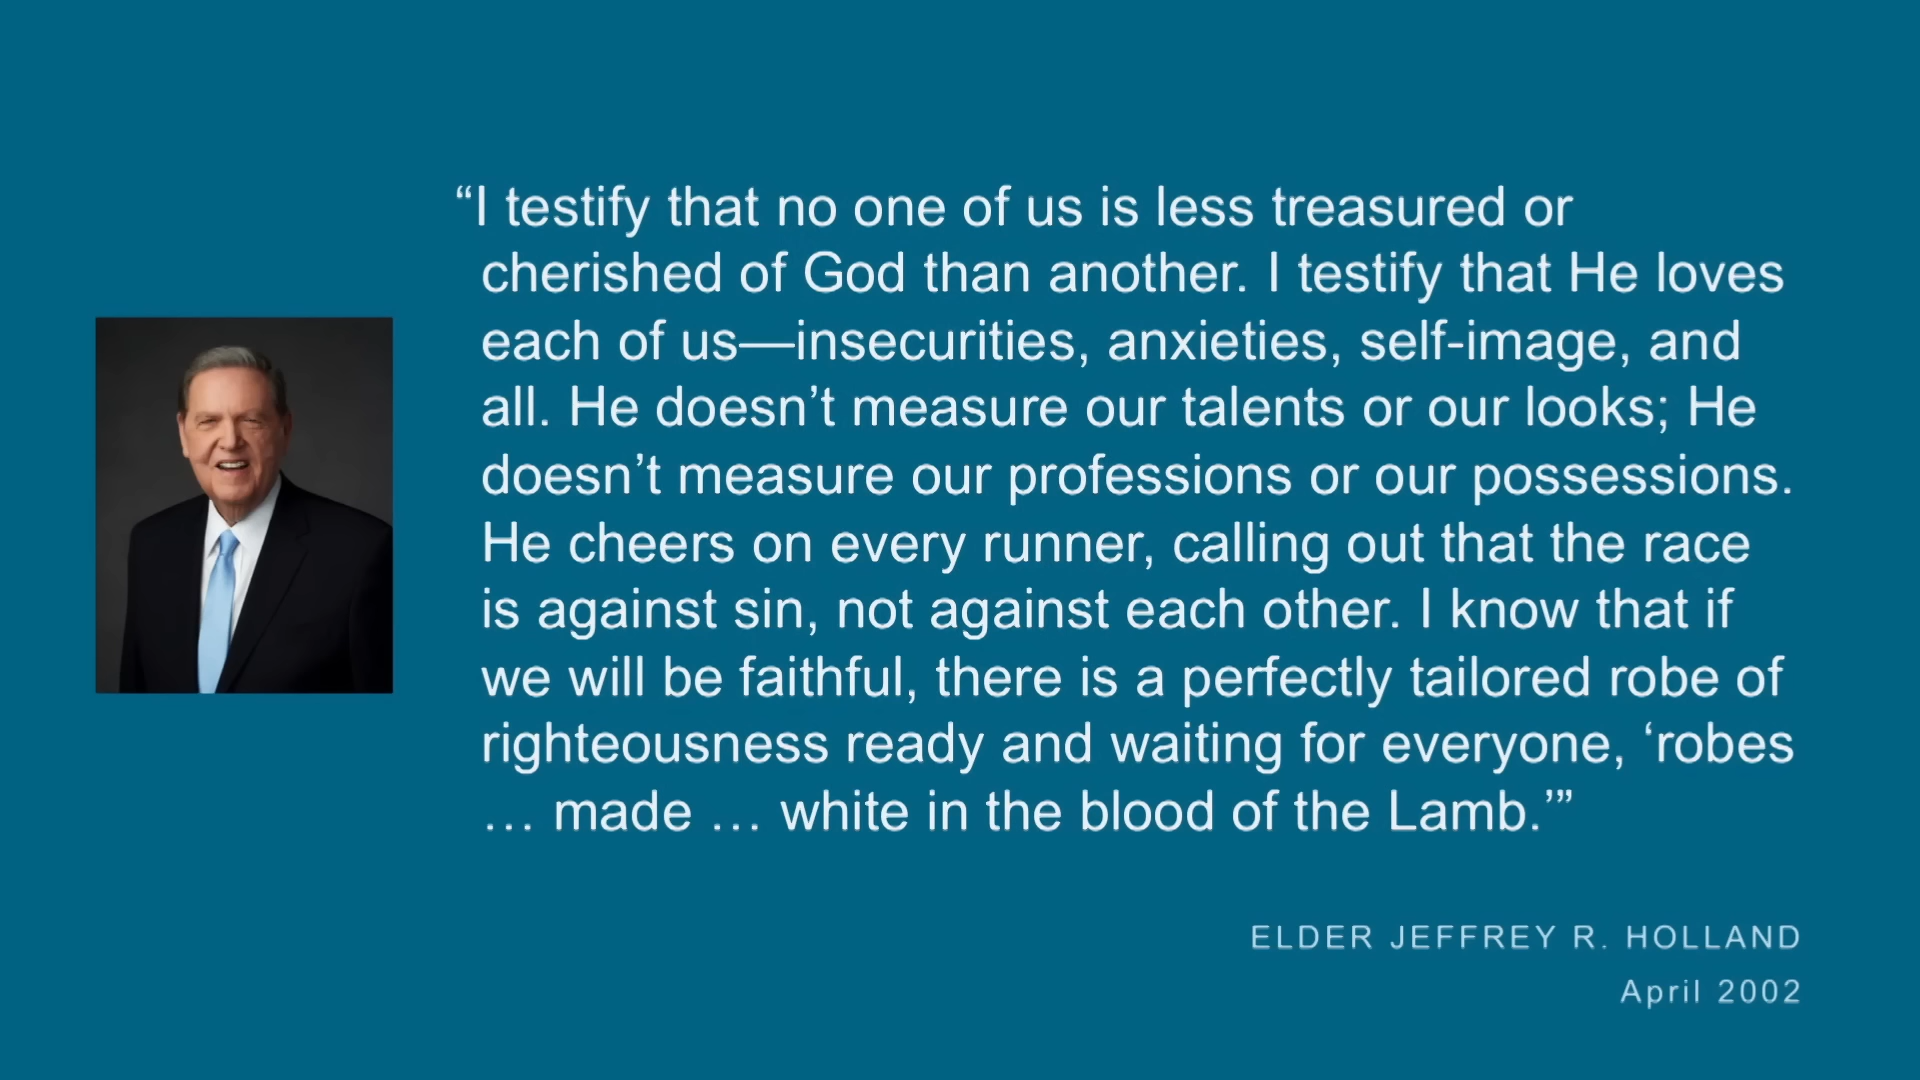 “I testify that no one of us is less treasured or
cherished of God than another. I testify that He loves
each of us—insecurities, anxieties, self-image, and
all. He doesn’t measure our talents or our looks; He
doesn’t measure our professions or our possessions.
He cheers on every runner, calling out that the race
is against sin, not against each other. I know that if
we will be faithful, there is a perfectly tailored robe of
righteousness ready and waiting for everyone, ‘robes
… made … white in the blood of the Lamb.’”
ELDER JEFFREY R. HOLLAND
April 2002